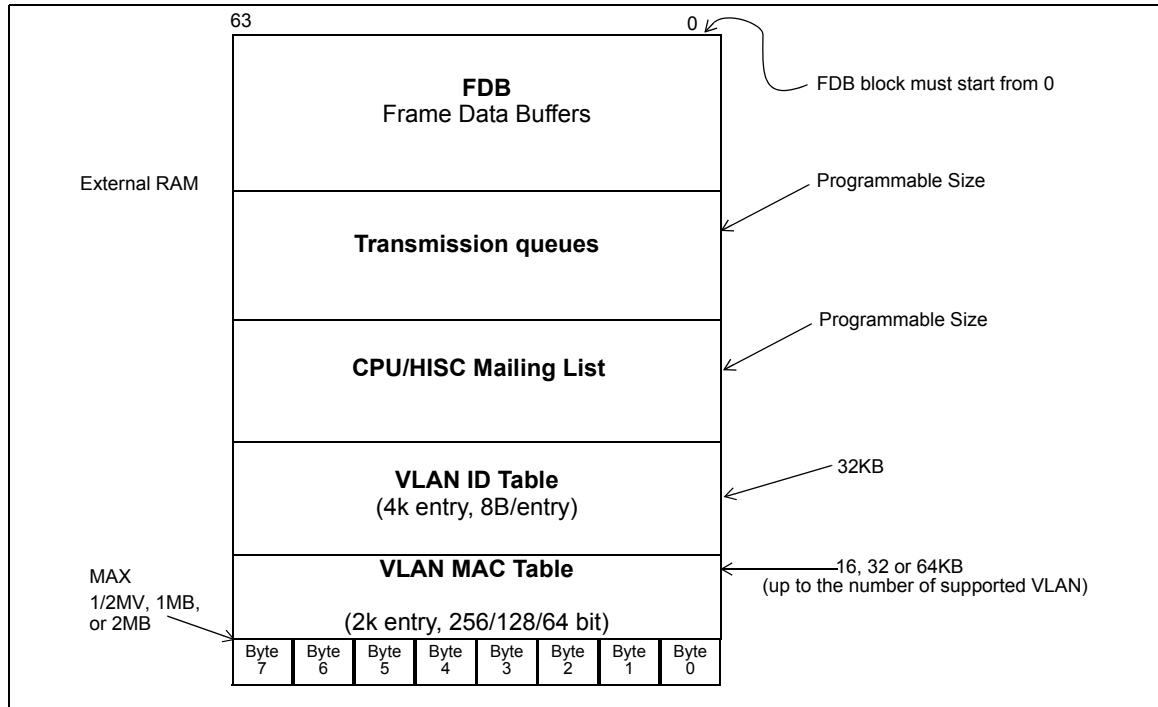 63
0
FDB
Frame Data Buffers
FDB block must start from 0
External RAM
Programmable Size
Transmission queues
Programmable Size
CPU/HISC Mailing List
VLAN ID Table
(4k entry, 8B/entry)
32KB
VLAN MAC Table
(2k entry, 256/128/64 bit)
16, 32 or 64KB
(up to the number of supported VLAN)
MAX
1/2MV, 1MB,
or 2MB
Byte
7
Byte
6
Byte
5
Byte
4
Byte
3
Byte
2
Byte
1
Byte
0